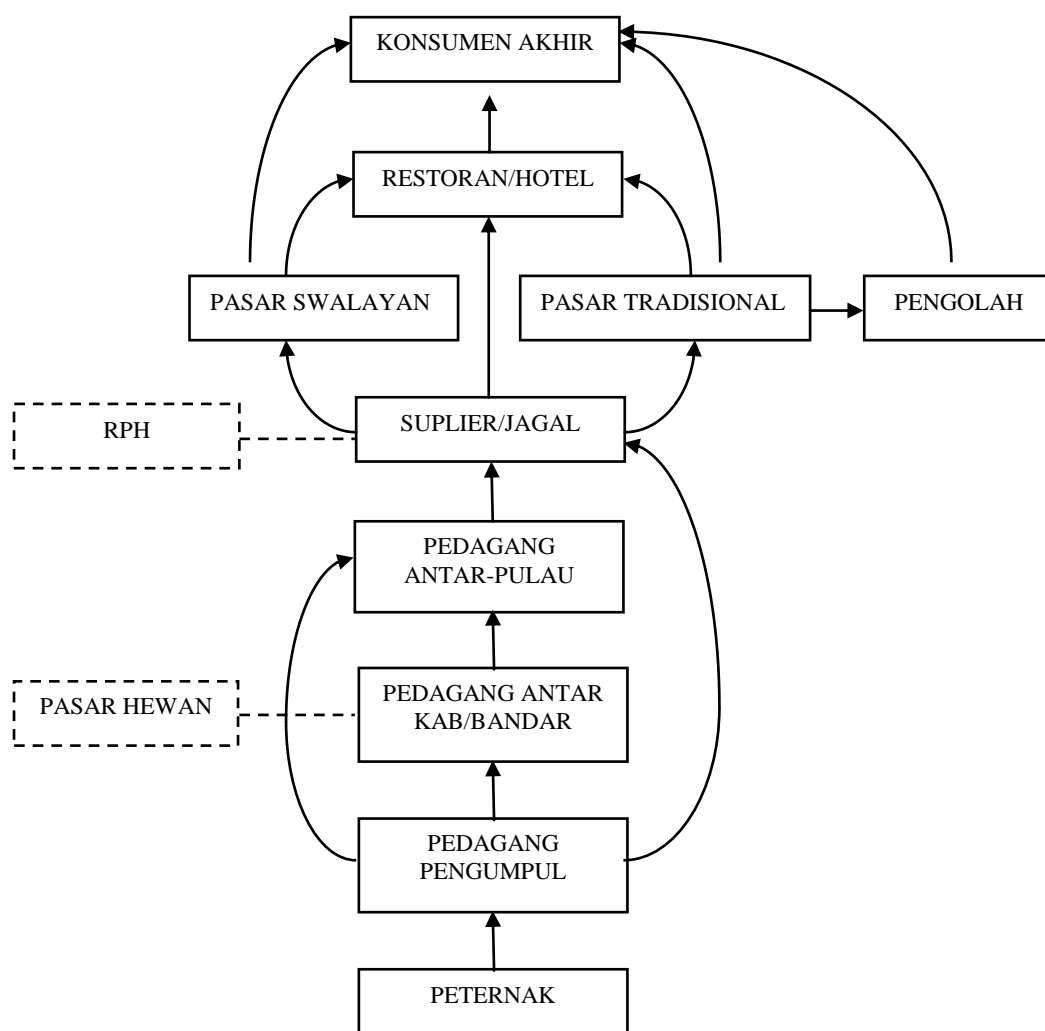 KONSUMEN AKHIR
RESTORAN/HOTEL
PASAR SWALAYAN
PASAR TRADISIONAL
PENGOLAH
RPH
SUPLIER/JAGAL
PEDAGANG
ANTAR-PULAU
PASAR HEWAN
PEDAGANG ANTAR
KAB/BANDAR
PEDAGANG
PENGUMPUL
PETERNAK